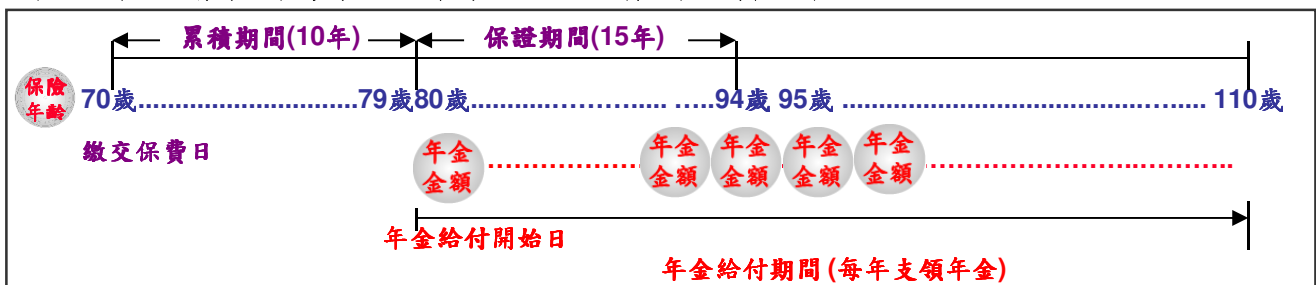 累積期間(10年)
保證期間(15年)
保險
年齡
70歲..............................79歲80歲......................... .....94歲 95歲 ................................................... 110歲
繳交保費日
年金
金額
年金
金額
年金
金額
年金
金額
年金
金額
年金給付開始日
年金給付期間(每年支領年金)